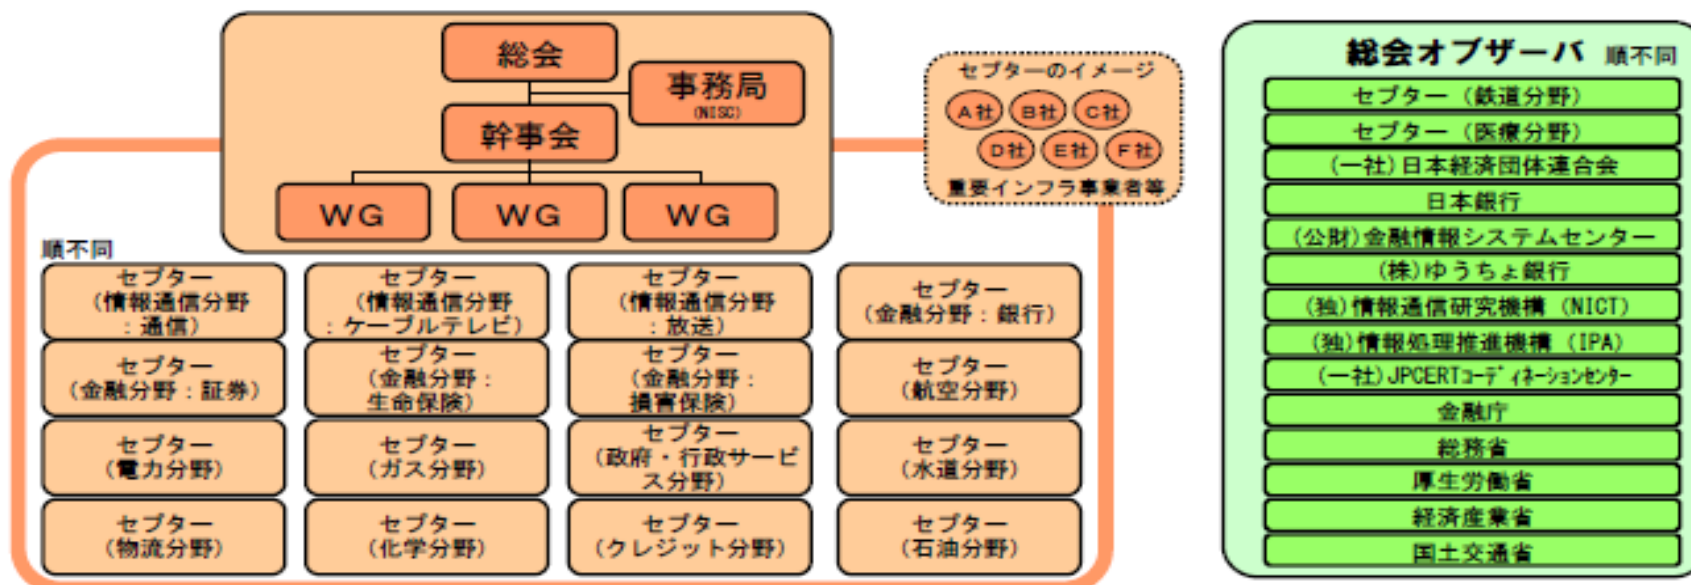 総会
事務局
(NISC)
幹事会
WG
WG
WG
セプターのイメージ
A社
B社
C社
D社
E社
F社
重要インフラ事業者等
順不同
セプター
(情報通信分野
:通信)
セプター
(情報通信分野
:ケーブルテレビ)
セプター
(情報通信分野
:放送)
セプター
(金融分野:銀行)
セプター
(金融分野:証券)
セプター
(金融分野:
生命保険)
セプター
(金融分野:
損害保険)
セプター
(航空分野)
セプター
(電力分野)
セプター
(ガス分野)
セプター
(政府・行政サービ
ス分野)
セプター
(水道分野)
セプター
(物流分野)
セプター
(化学分野)
セプター
(クレジット分野)
セプター
(石油分野)
総会オブザーバ 順不同
セプター(鉄道分野)
セプター(医療分野)
(一社)日本経済団体連合会
日本銀行
(公財)金融情報システムセンター
(株)ゆうちょ銀行
(独)情報通信研究機構(NICT)
(独)情報処理推進機構(IPA)
(一社)JPCERTコーディネーションセンター
金融庁
総務省
厚生労働省
経済産業省
国土交通省